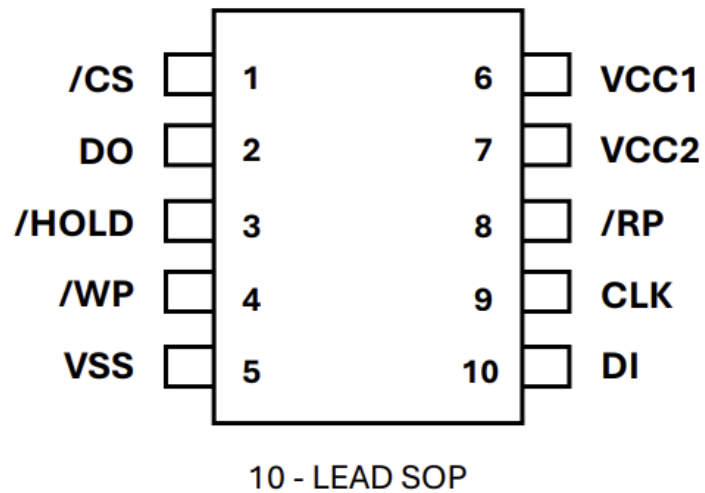 /CS 1 6 VCC1
DO 2 7 VCC2
/HOLD 3 8 /RP
/WP 4 9 CLK
VSS 5 10 DI
10 - LEAD SOP